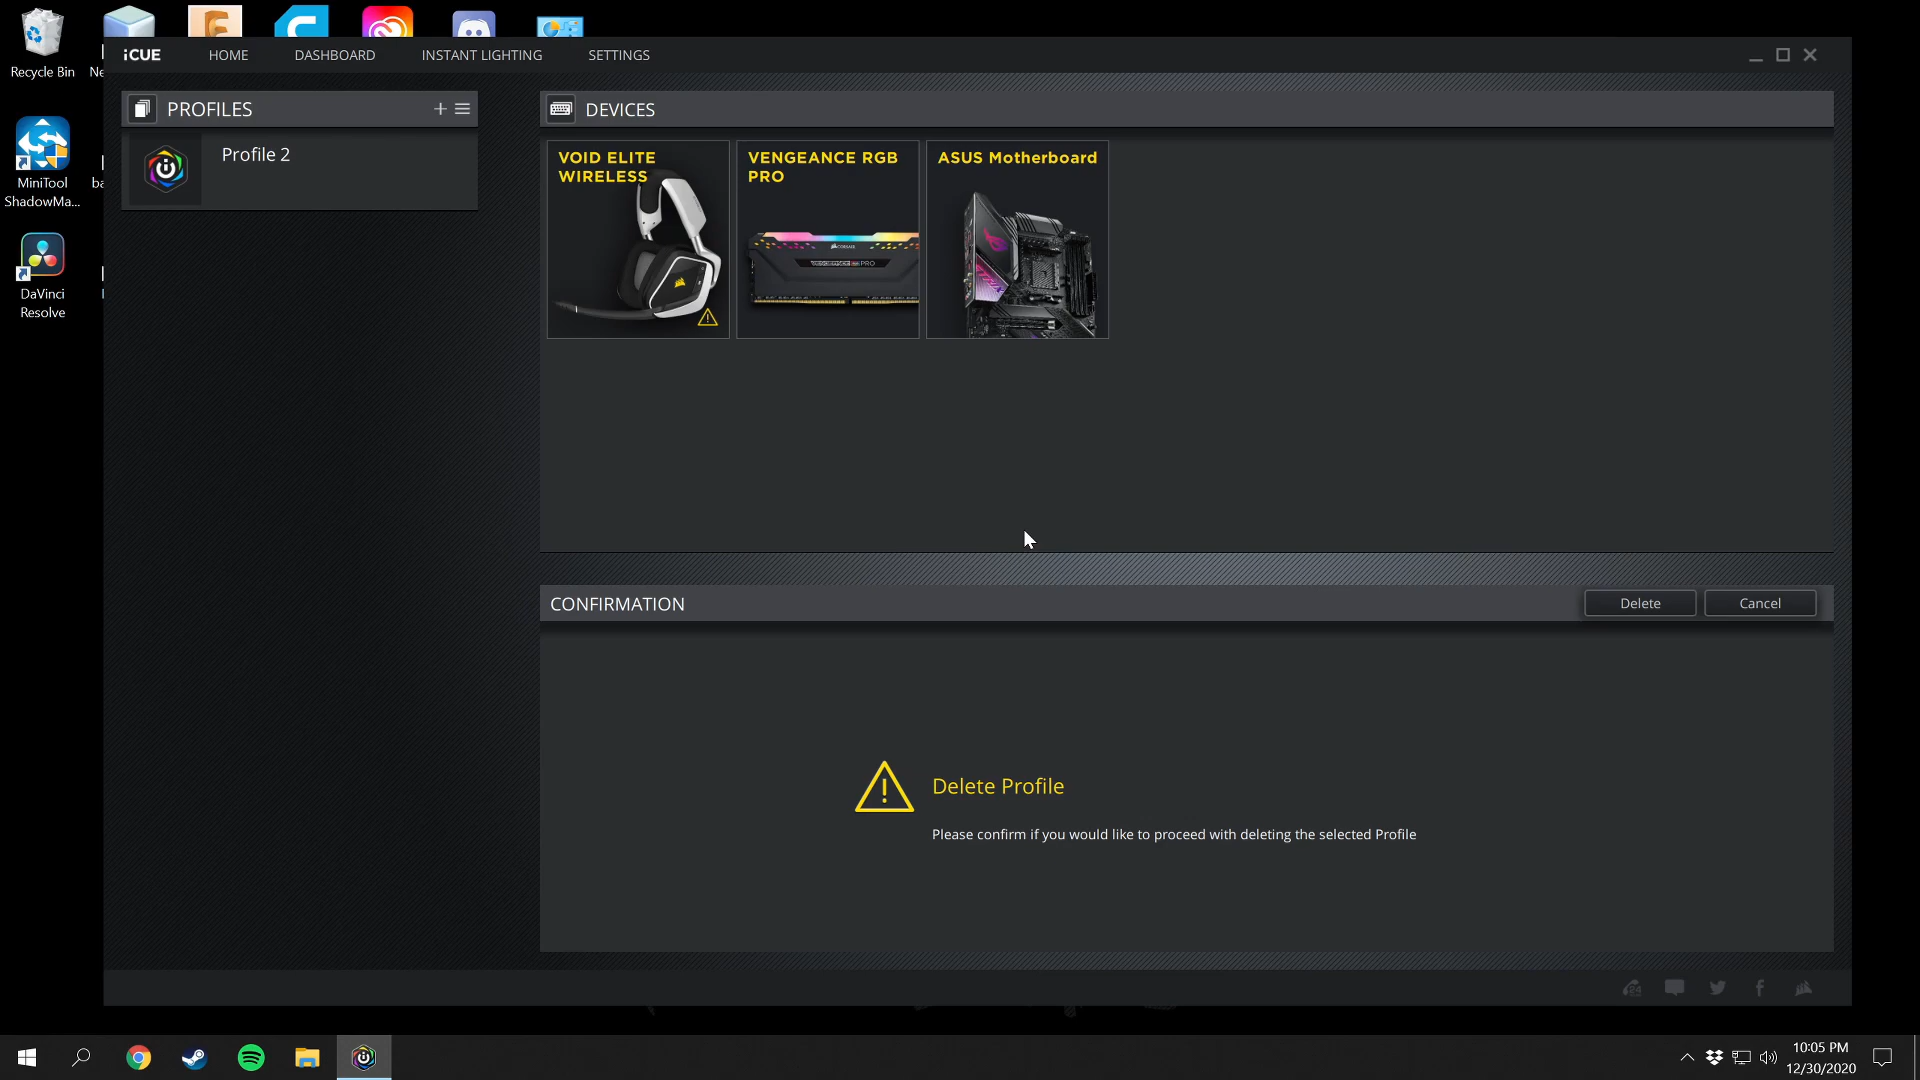 Recycle Bin
Ne
MiniTool
ShadowMa...
ba
DaVinci
Resolve
iCUE
HOME
DASHBOARD
INSTANT LIGHTING
SETTINGS
PROFILES
Profile 2
DEVICES
VOID ELITE
WIRELESS
VENGEANCE RGB
PRO
CORSAIR
ASUS Motherboard
CONFIRMATION
Delete
Cancel
Delete Profile
Please confirm if you would like to proceed with deleting the selected Profile
24
10:05 PM
12/30/2020